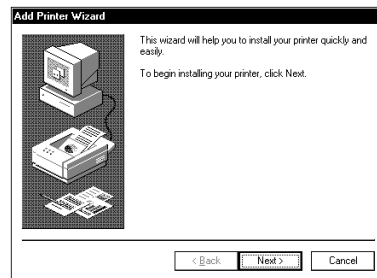 Add Printer Wizard
This wizard will help you to install your printer quickly and
easily.
To begin installing your printer, click Next.
< Back
Next >
Cancel